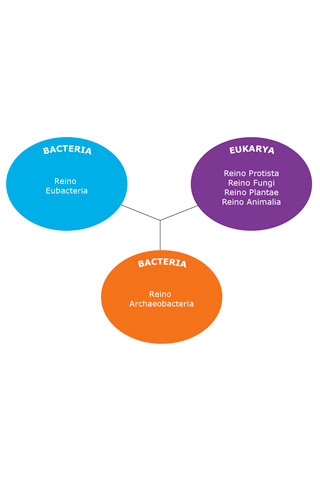 BACTERIA
Reino
Eubacteria
EUKARYA
Reino Protista
Reino Fungi
Reino Plantae
Reino Animalia
BACTERIA
Reino
Archaeobacteria